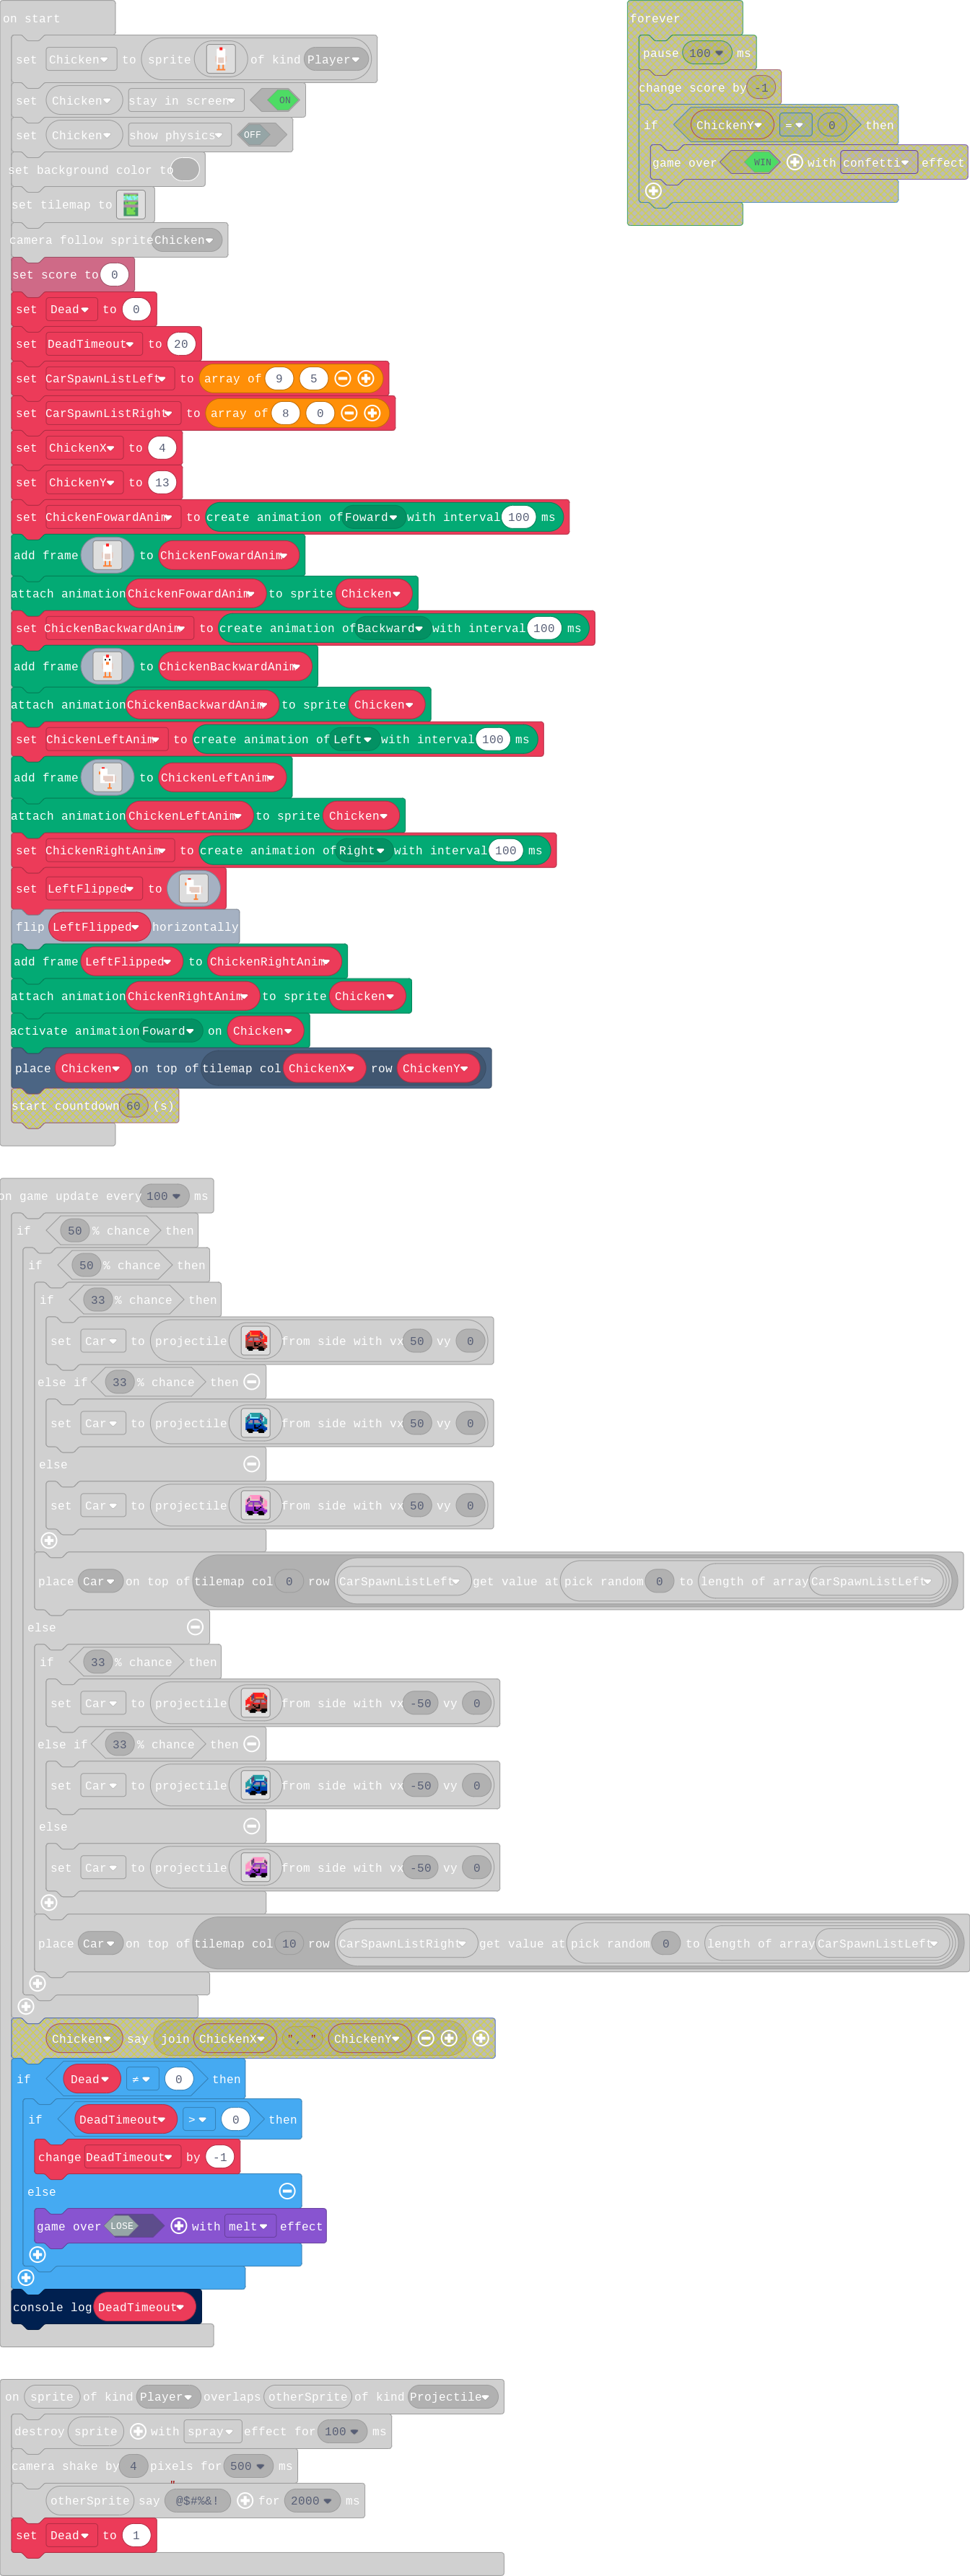 on start
set Chicken to sprite of kind Player
set Chicken stay in screen ON
set Chicken show physics OFF
set background color to
set tilemap to
camera follow sprite Chicken
set score to 0
set Dead to 0
set DeadTimeout to 20
set CarSpawnListLeft to array of 9 5
set CarSpawnListRight to array of 8 0
set ChickenX to 4
set ChickenY to 13
set ChickenFowardAnim to create animation of Foward with interval 100 ms
add frame to ChickenFowardAnim
attach animation ChickenFowardAnim to sprite Chicken
set ChickenBackwardAnim to create animation of Backward with interval 100 ms
add frame to ChickenBackwardAnim
attach animation ChickenBackwardAnim to sprite Chicken
set ChickenLeftAnim to create animation of Left with interval 100 ms
add frame to ChickenLeftAnim
attach animation ChickenLeftAnim to sprite Chicken
set ChickenRightAnim to create animation of Right with interval 100 ms
set LeftFlipped to
flip LeftFlipped horizontally
add frame LeftFlipped to ChickenRightAnim
attach animation ChickenRightAnim to sprite Chicken
activate animation Foward on Chicken
place Chicken on top of tilemap col ChickenX row ChickenY
start countdown 60 (s)
forever
pause 100 ms
change score by -1
if ChickenY = 0 then
game over WIN with confetti effect
on game update every 100 ms
if 50 % chance then
if 50 % chance then
if 33 % chance then
set Car to projectile from side with vx 50 vy 0
else if 33 % chance then
set Car to projectile from side with vx 50 vy 0
else
set Car to projectile from side with vx 50 vy 0
place Car on top of tilemap col 0 row CarSpawnListLeft get value at pick random 0 to length of array CarSpawnListLeft
else
if 33 % chance then
set Car to projectile from side with vx -50 vy 0
else if 33 % chance then
set Car to projectile from side with vx -50 vy 0
else
set Car to projectile from side with vx -50 vy 0
place Car on top of tilemap col 10 row CarSpawnListRight get value at pick random 0 to length of array CarSpawnListLeft
Chicken say join ChickenX ", " ChickenY
if Dead ≠ 0 then
if DeadTimeout > 0 then
change DeadTimeout by -1
else
game over LOSE with melt effect
console log DeadTimeout
on sprite of kind Player overlaps otherSprite of kind Projectile
destroy sprite with spray effect for 100 ms
camera shake by 4 pixels for 500 ms
otherSprite say @$#%&! for 2000 ms
set Dead to 1